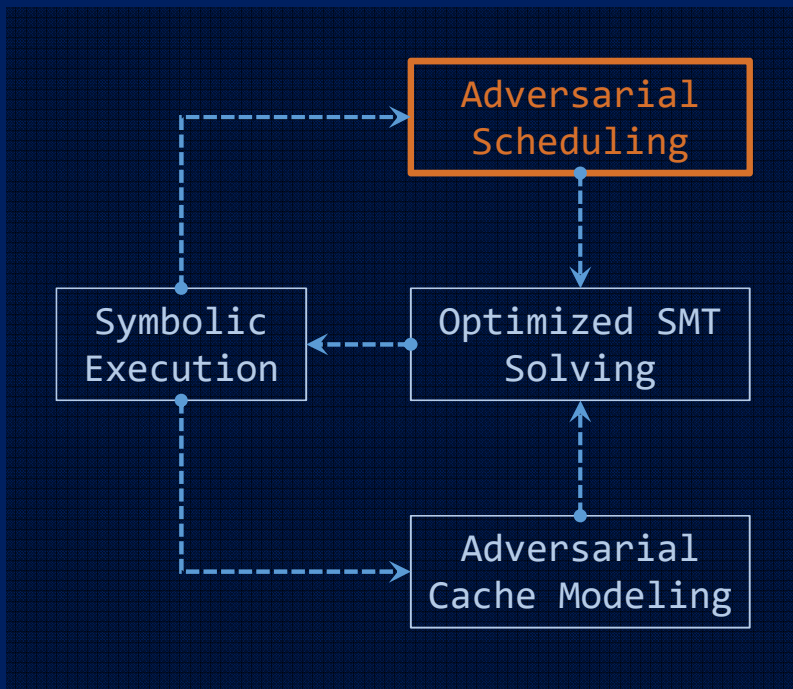 Adversarial
Scheduling
Symbolic
Execution
Optimized SMT
Solving
Adversarial
Cache Modeling